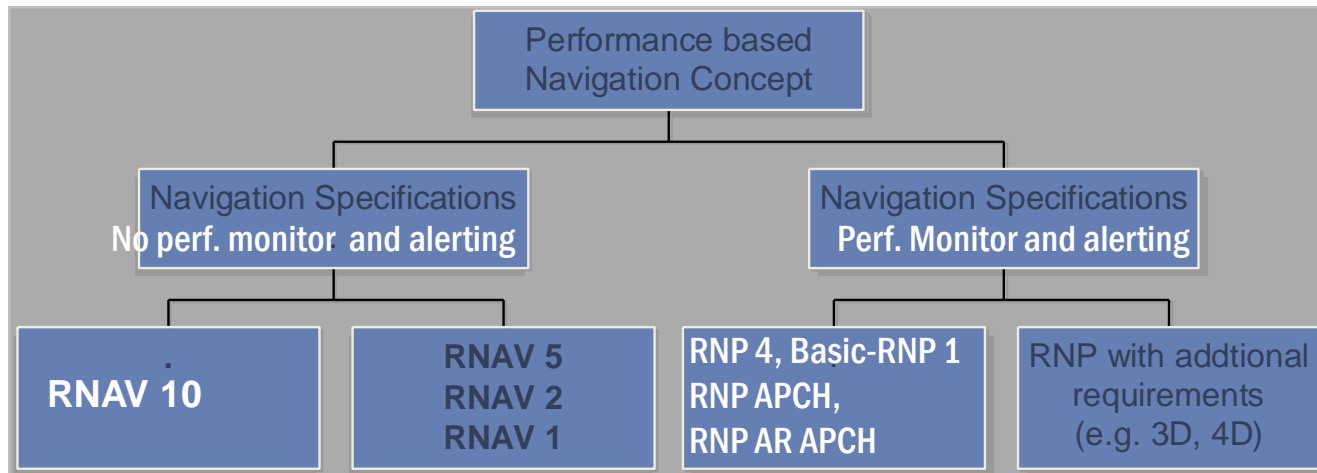 Performance based
Navigation Concept
Navigation Specifications
No perf. monitor and alerting
Navigation Specifications
Perf. Monitor and alerting
.
RNAV 10
RNAV 5
RNAV 2
RNAV 1
RNP 4, Basic-RNP 1
RNP APCH,
RNP AR APCH
RNP with addtional
requirements
(e.g. 3D, 4D)